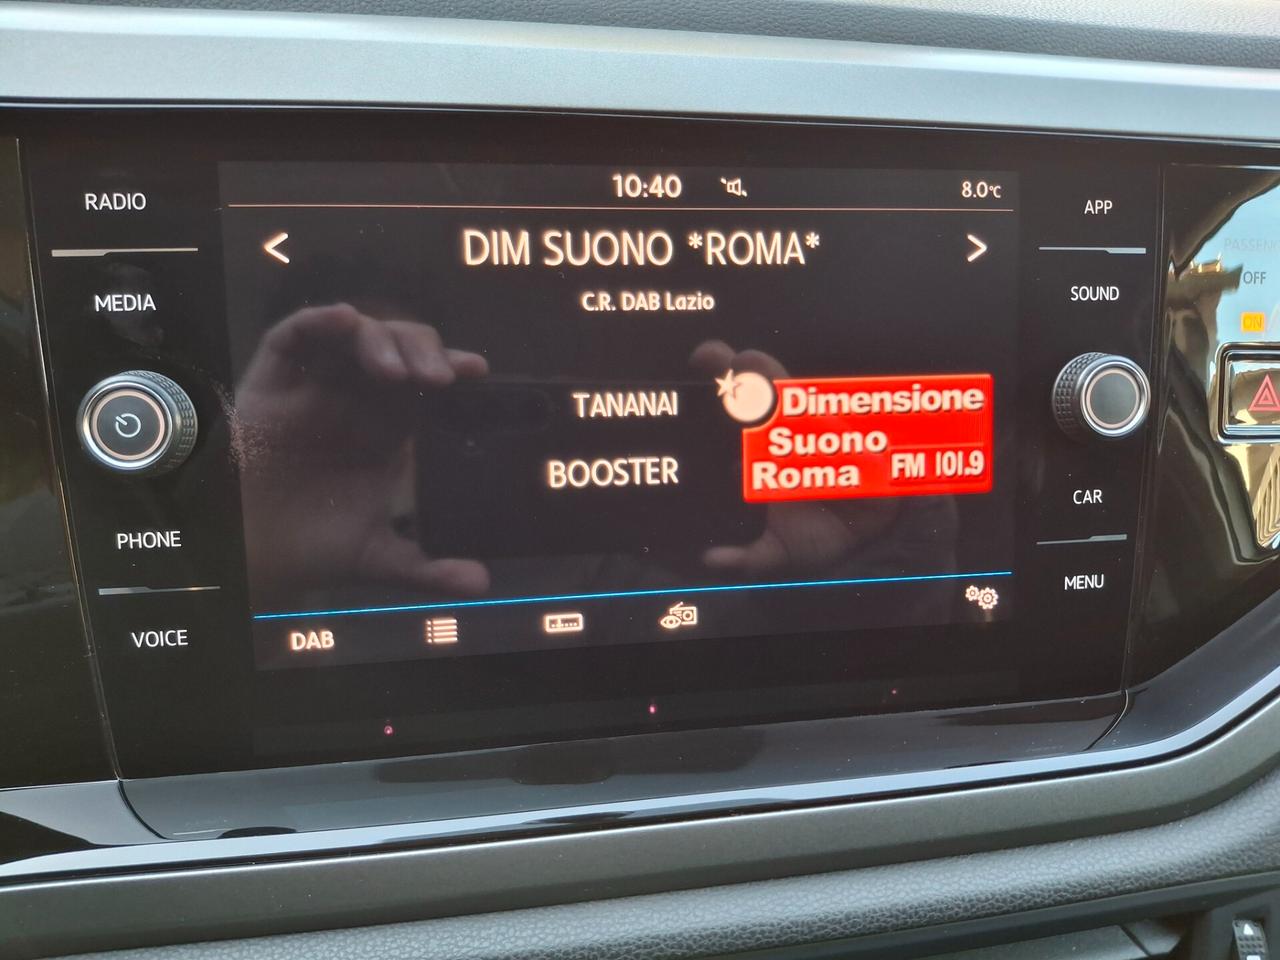 RADIO
MEDIA
PHONE
VOICE
10:40
8.0°C
< DIM SUONO *ROMA* >
C.R. DAB Lazio
TANANAI
BOOSTER
Dimensione
Suono
Roma FM 101.9
DAB
APP
SOUND
CAR
MENU
OFF
ON